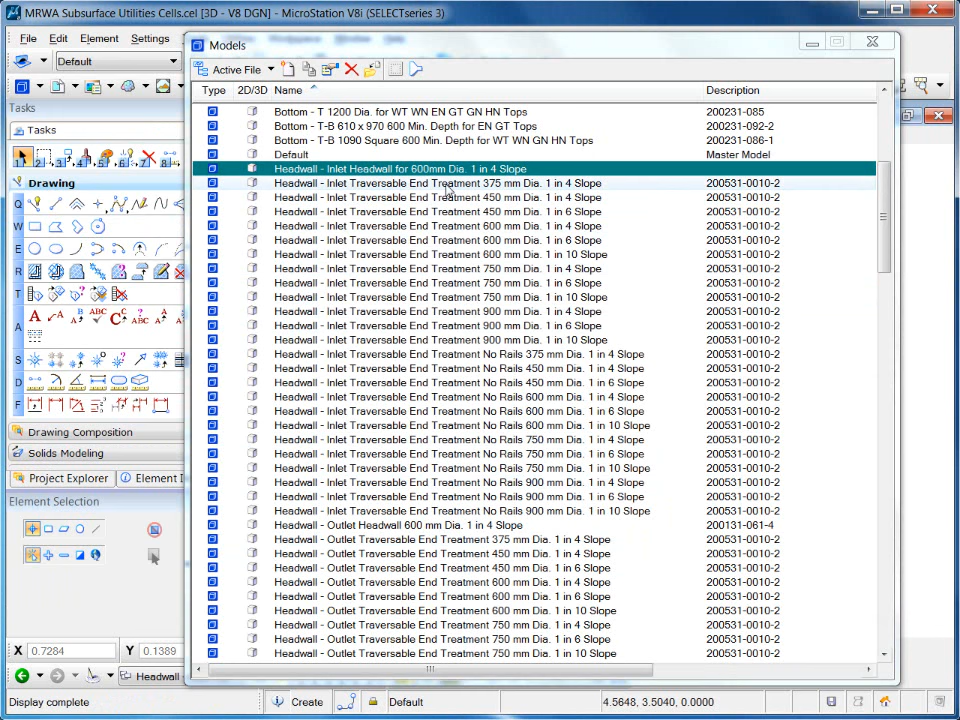 MRWA Subsurface Utilities Cells.cel [3D - V8 DGN] - MicroStation V8i (SELECTseries 3)
File Edit Element Settings
Models
Default
Active File
Type 2D/3D Name Description
Tasks
Tasks
Drawing
Q
W
E
R
T
A
S
D
F
Drawing Composition
Solids Modeling
Project Explorer Element I
Element Selection
Bottom - T 1200 Dia. for WT WN EN GT GN HN Tops 200231-085
Bottom - T-B 610 x 970 600 Min. Depth for EN GT Tops 200231-092-2
Bottom - T-B 1090 Square 600 Min. Depth for WT WN GN HN Tops 200231-086-1
Default Master Model
Headwall - Inlet Headwall for 600mm Dia. 1 in 4 Slope
Headwall - Inlet Traversable End Treatment 375 mm Dia. 1 in 4 Slope 200531-0010-2
Headwall - Inlet Traversable End Treatment 450 mm Dia. 1 in 4 Slope 200531-0010-2
Headwall - Inlet Traversable End Treatment 450 mm Dia. 1 in 6 Slope 200531-0010-2
Headwall - Inlet Traversable End Treatment 600 mm Dia. 1 in 4 Slope 200531-0010-2
Headwall - Inlet Traversable End Treatment 600 mm Dia. 1 in 6 Slope 200531-0010-2
Headwall - Inlet Traversable End Treatment 600 mm Dia. 1 in 10 Slope 200531-0010-2
Headwall - Inlet Traversable End Treatment 750 mm Dia. 1 in 4 Slope 200531-0010-2
Headwall - Inlet Traversable End Treatment 750 mm Dia. 1 in 6 Slope 200531-0010-2
Headwall - Inlet Traversable End Treatment 750 mm Dia. 1 in 10 Slope 200531-0010-2
Headwall - Inlet Traversable End Treatment 900 mm Dia. 1 in 4 Slope 200531-0010-2
Headwall - Inlet Traversable End Treatment 900 mm Dia. 1 in 6 Slope 200531-0010-2
Headwall - Inlet Traversable End Treatment 900 mm Dia. 1 in 10 Slope 200531-0010-2
Headwall - Inlet Traversable End Treatment No Rails 375 mm Dia. 1 in 4 Slope 200531-0010-2
Headwall - Inlet Traversable End Treatment No Rails 450 mm Dia. 1 in 4 Slope 200531-0010-2
Headwall - Inlet Traversable End Treatment No Rails 450 mm Dia. 1 in 6 Slope 200531-0010-2
Headwall - Inlet Traversable End Treatment No Rails 600 mm Dia. 1 in 4 Slope 200531-0010-2
Headwall - Inlet Traversable End Treatment No Rails 600 mm Dia. 1 in 6 Slope 200531-0010-2
Headwall - Inlet Traversable End Treatment No Rails 600 mm Dia. 1 in 10 Slope 200531-0010-2
Headwall - Inlet Traversable End Treatment No Rails 750 mm Dia. 1 in 4 Slope 200531-0010-2
Headwall - Inlet Traversable End Treatment No Rails 750 mm Dia. 1 in 6 Slope 200531-0010-2
Headwall - Inlet Traversable End Treatment No Rails 750 mm Dia. 1 in 10 Slope 200531-0010-2
Headwall - Inlet Traversable End Treatment No Rails 900 mm Dia. 1 in 4 Slope 200531-0010-2
Headwall - Inlet Traversable End Treatment No Rails 900 mm Dia. 1 in 6 Slope 200531-0010-2
Headwall - Inlet Traversable End Treatment No Rails 900 mm Dia. 1 in 10 Slope 200531-0010-2
Headwall - Outlet Headwall 600 mm Dia. 1 in 4 Slope 200131-061-4
Headwall - Outlet Traversable End Treatment 375 mm Dia. 1 in 4 Slope 200531-0010-2
Headwall - Outlet Traversable End Treatment 450 mm Dia. 1 in 4 Slope 200531-0010-2
Headwall - Outlet Traversable End Treatment 450 mm Dia. 1 in 6 Slope 200531-0010-2
Headwall - Outlet Traversable End Treatment 600 mm Dia. 1 in 4 Slope 200531-0010-2
Headwall - Outlet Traversable End Treatment 600 mm Dia. 1 in 6 Slope 200531-0010-2
Headwall - Outlet Traversable End Treatment 600 mm Dia. 1 in 10 Slope 200531-0010-2
Headwall - Outlet Traversable End Treatment 750 mm Dia. 1 in 4 Slope 200531-0010-2
Headwall - Outlet Traversable End Treatment 750 mm Dia. 1 in 6 Slope 200531-0010-2
Headwall - Outlet Traversable End Treatment 750 mm Dia. 1 in 10 Slope 200531-0010-2
X 0.7284 Y 0.1389
Headwall
Display complete Create Default 4.5648, 3.5040, 0.0000